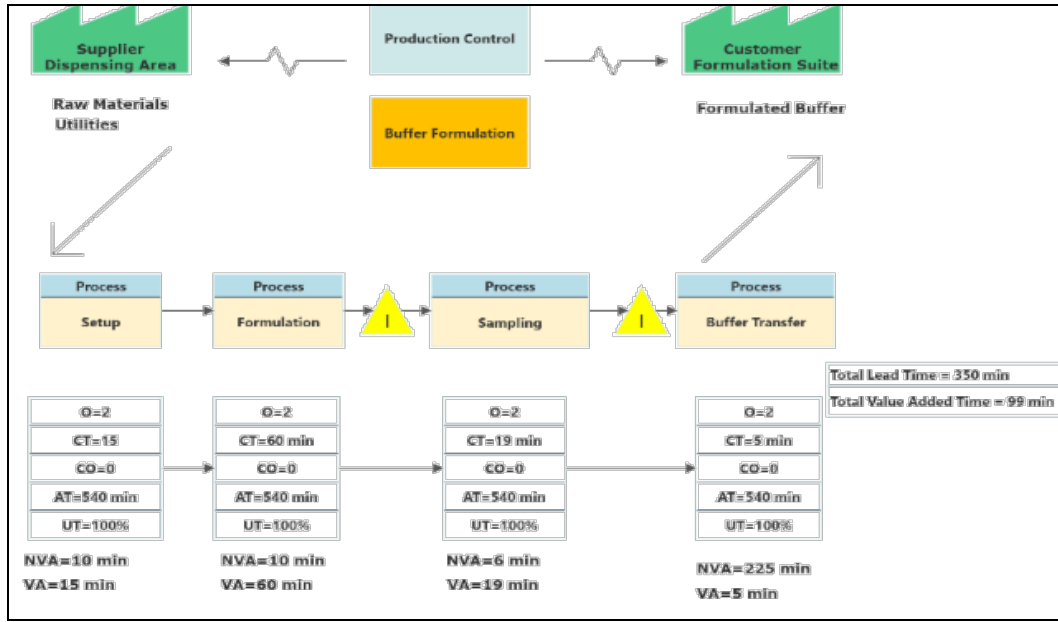 Supplier
Dispensing Area
Production Control
Customer
Formulation Suite
Raw Materials
Utilities
Buffer Formulation
Formulated Buffer
Process
Setup
Process
Formulation
I
Process
Sampling
I
Process
Buffer Transfer
Total Lead Time = 350 min
Total Value Added Time = 99 min
O=2
CT=15
CO=0
AT=540 min
UT=100%
NVA=10 min
VA=15 min
O=2
CT=60 min
CO=0
AT=540 min
UT=100%
NVA=10 min
VA=60 min
O=2
CT=19 min
CO=0
AT=540 min
UT=100%
NVA=6 min
VA=19 min
O=2
CT=5 min
CO=0
AT=540 min
UT=100%
NVA=225 min
VA=5 min